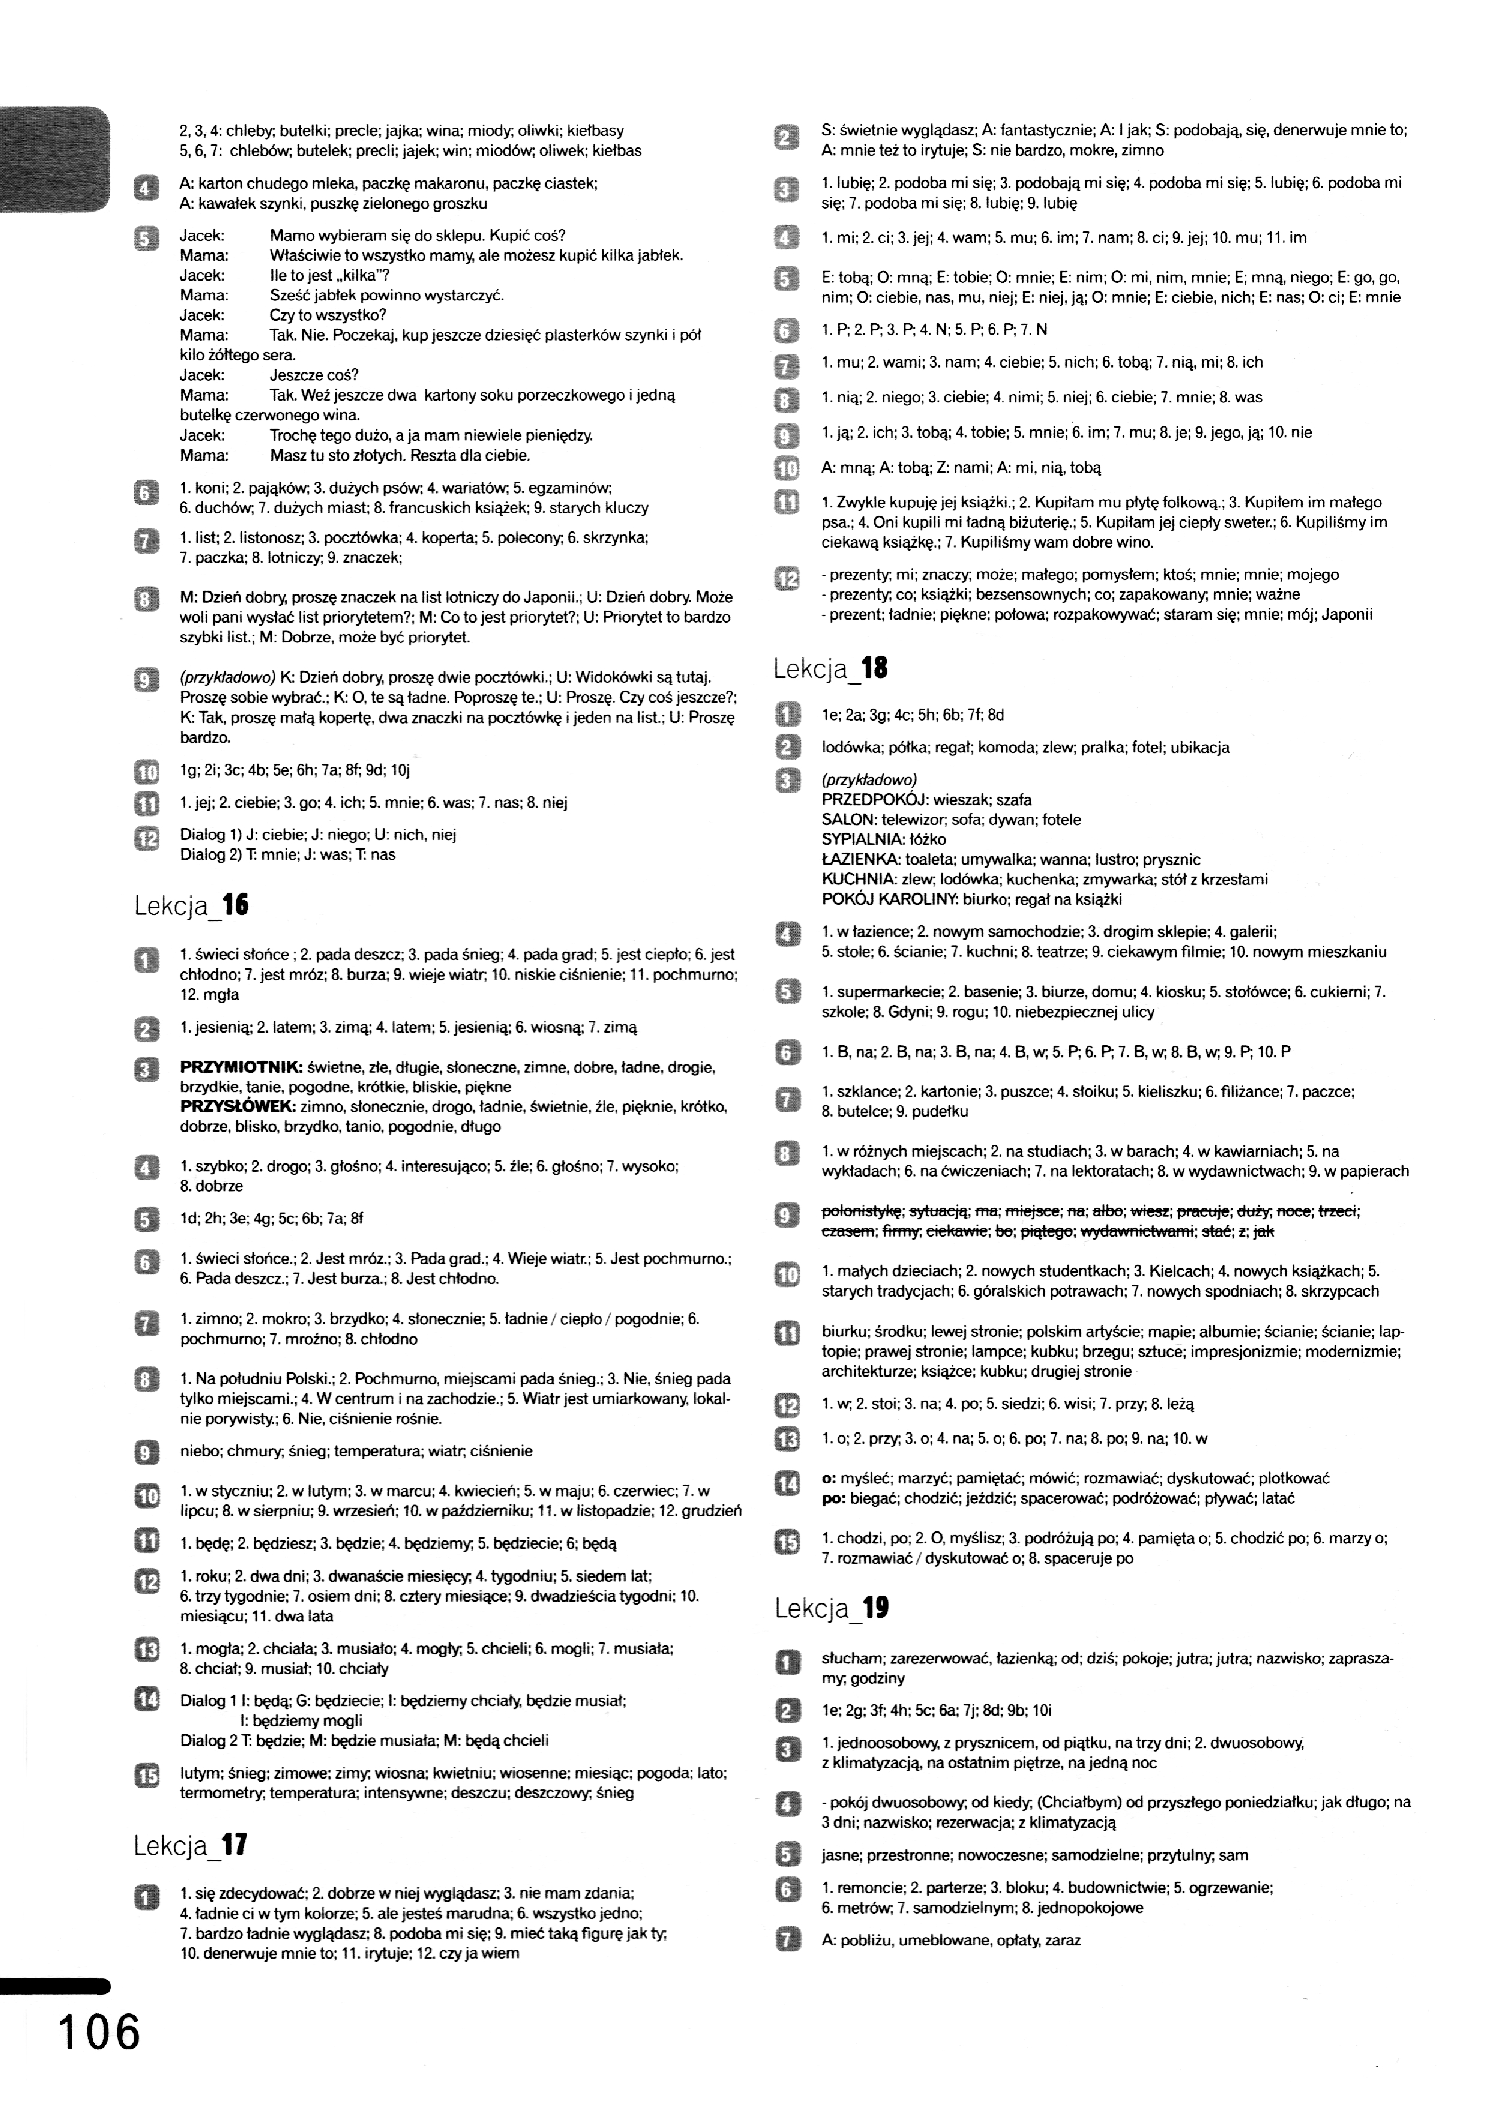 2, 3, 4: chleby; butelki; precle; jajka; wina; miody; oliwki; kiełbasy
5, 6, 7: chlebów; butelek; precli; jajek; win; miodów; oliwek; kiełbas
4 A: karton chudego mleka, paczkę makaronu, paczkę ciastek;
A: kawałek szynki, puszkę zielonego groszku
5 Jacek: Mamo wybieram się do sklepu. Kupić coś?
Mama: Właściwie to wszystko mamy, ale możesz kupić kilka jabłek.
Jacek: Ile to jest „kilka”?
Mama: Sześć jabłek powinno wystarczyć.
Jacek: Czy to wszystko?
Mama: Tak. Nie. Poczekaj, kup jeszcze dziesięć plasterków szynki i pół
kilo żółtego sera.
Jacek: Jeszcze coś?
Mama: Tak. Weź jeszcze dwa kartony soku porzeczkowego i jedną
butelkę czerwonego wina.
Jacek: Trochę tego dużo, a ja mam niewiele pieniędzy.
Mama: Masz tu sto złotych. Reszta dla ciebie.
6 1. koni; 2. pająków; 3. dużych psów; 4. wariatów; 5. egzaminów;
6. duchów; 7. dużych miast; 8. francuskich książek; 9. starych kluczy
7 1. list; 2. listonosz; 3. pocztówka; 4. koperta; 5. polecony; 6. skrzynka;
7. paczka; 8. lotniczy; 9. znaczek;
8 M: Dzień dobry, proszę znaczek na list lotniczy do Japonii.; U: Dzień dobry. Może
woli pani wysłać list priorytetem?; M: Co to jest priorytet?; U: Priorytet to bardzo
szybki list.; M: Dobrze, może być priorytet.
9 (przykładowo) K: Dzień dobry, proszę dwie pocztówki.; U: Widokówki są tutaj.
Proszę sobie wybrać.; K: O, te są ładne. Poproszę te.; U: Proszę. Czy coś jeszcze?;
K: Tak, proszę małą kopertę, dwa znaczki na pocztówkę i jeden na list.; U: Proszę
bardzo.
10 1g; 2i; 3c; 4b; 5e; 6h; 7a; 8f; 9d; 10j
11 1. jej; 2. ciebie; 3. go; 4. ich; 5. mnie; 6. was; 7. nas; 8. niej
12 Dialog 1) J: ciebie; J: niego; U: nich, niej
Dialog 2) T: mnie; J: was; T: nas
Lekcja_16
1 1. świeci słońce ; 2. pada deszcz; 3. pada śnieg; 4. pada grad; 5. jest ciepło; 6. jest
chłodno; 7. jest mróz; 8. burza; 9. wieje wiatr; 10. niskie ciśnienie; 11. pochmurno;
12. mgła
2 1. jesienią; 2. latem; 3. zimą; 4. latem; 5. jesienią; 6. wiosną; 7. zimą
3 PRZYMIOTNIK: świetne, złe, długie, słoneczne, zimne, dobre, ładne, drogie,
brzydkie, tanie, pogodne, krótkie, bliskie, piękne
PRZYSŁÓWEK: zimno, słonecznie, drogo, ładnie, świetnie, źle, pięknie, krótko,
dobrze, blisko, brzydko, tanio, pogodnie, długo
4 1. szybko; 2. drogo; 3. głośno; 4. interesująco; 5. źle; 6. głośno; 7. wysoko;
8. dobrze
5 1d; 2h; 3e; 4g; 5c; 6b; 7a; 8f
6 1. Świeci słońce.; 2. Jest mróz.; 3. Pada grad.; 4. Wieje wiatr.; 5. Jest pochmurno.;
6. Pada deszcz.; 7. Jest burza.; 8. Jest chłodno.
7 1. zimno; 2. mokro; 3. brzydko; 4. słonecznie; 5. ładnie / ciepło / pogodnie; 6.
pochmurno; 7. mroźno; 8. chłodno
8 1. Na południu Polski.; 2. Pochmurno, miejscami pada śnieg.; 3. Nie, śnieg pada
tylko miejscami.; 4. W centrum i na zachodzie.; 5. Wiatr jest umiarkowany, lokal-
nie porywisty.; 6. Nie, ciśnienie rośnie.
9 niebo; chmury; śnieg; temperatura; wiatr; ciśnienie
10 1. w styczniu; 2. w lutym; 3. w marcu; 4. kwiecień; 5. w maju; 6. czerwiec; 7. w
lipcu; 8. w sierpniu; 9. wrzesień; 10. w październiku; 11. w listopadzie; 12. grudzień
11 1. będę; 2. będziesz; 3. będzie; 4. będziemy; 5. będziecie; 6; będą
12 1. roku; 2. dwa dni; 3. dwanaście miesięcy; 4. tygodniu; 5. siedem lat;
6. trzy tygodnie; 7. osiem dni; 8. cztery miesiące; 9. dwadzieścia tygodni; 10.
miesiącu; 11. dwa lata
13 1. mogła; 2. chciała; 3. musiało; 4. mogły; 5. chcieli; 6. mogli; 7. musiała;
8. chciał; 9. musiał; 10. chciały
14 Dialog 1 I: będą; G: będziecie; I: będziemy chciały, będzie musiał;
I: będziemy mogli
Dialog 2 T: będzie; M: będzie musiała; M: będą chcieli
15 lutym; śnieg; zimowe; zimy; wiosna; kwietniu; wiosenne; miesiąc; pogoda; lato;
termometry; temperatura; intensywne; deszczu; deszczowy; śnieg
Lekcja_17
1 1. się zdecydować; 2. dobrze w niej wyglądasz; 3. nie mam zdania;
4. ładnie ci w tym kolorze; 5. ale jesteś marudna; 6. wszystko jedno;
7. bardzo ładnie wyglądasz; 8. podoba mi się; 9. mieć taką figurę jak ty;
10. denerwuje mnie to; 11. irytuje; 12. czy ja wiem
106
2 S: świetnie wyglądasz; A: fantastycznie; A: I jak; S: podobają, się, denerwuje mnie to;
A: mnie też to irytuje; S: nie bardzo, mokre, zimno
3 1. lubię; 2. podoba mi się; 3. podobają mi się; 4. podoba mi się; 5. lubię; 6. podoba mi
się; 7. podoba mi się; 8. lubię; 9. lubię
4 1. mi; 2. ci; 3. jej; 4. wam; 5. mu; 6. im; 7. nam; 8. ci; 9. jej; 10. mu; 11. im
5 E: tobą; O: mną; E: tobie; O: mnie; E: nim; O: mi, nim, mnie; E; mną, niego; E: go, go,
nim; O: ciebie, nas, mu, niej; E: niej, ją; O: mnie; E: ciebie, nich; E: nas; O: ci; E: mnie
6 1. P; 2. P; 3. P; 4. N; 5. P; 6. P; 7. N
7 1. mu; 2. wami; 3. nam; 4. ciebie; 5. nich; 6. tobą; 7. nią, mi; 8. ich
8 1. nią; 2. niego; 3. ciebie; 4. nimi; 5. niej; 6. ciebie; 7. mnie; 8. was
9 1. ją; 2. ich; 3. tobą; 4. tobie; 5. mnie; 6. im; 7. mu; 8. je; 9. jego, ją; 10. nie
10 A: mną; A: tobą; Z: nami; A: mi, nią, tobą
11 1. Zwykle kupuję jej książki.; 2. Kupiłam mu płytę folkową.; 3. Kupiłem im małego
psa.; 4. Oni kupili mi ładną biżuterię.; 5. Kupiłam jej ciepły sweter.; 6. Kupiliśmy im
ciekawą książkę.; 7. Kupiliśmy wam dobre wino.
12 - prezenty; mi; znaczy; może; małego; pomysłem; ktoś; mnie; mnie; mojego
- prezenty; co; książki; bezsensownych; co; zapakowany; mnie; ważne
- prezent; ładnie; piękne; połowa; rozpakowywać; staram się; mnie; mój; Japonii
Lekcja_18
1 1e; 2a; 3g; 4c; 5h; 6b; 7f; 8d
2 lodówka; półka; regał; komoda; zlew; pralka; fotel; ubikacja
3 (przykładowo)
PRZEDPOKÓJ: wieszak; szafa
SALON: telewizor; sofa; dywan; fotele
SYPIALNIA: łóżko
ŁAZIENKA: toaleta; umywalka; wanna; lustro; prysznic
KUCHNIA: zlew; lodówka; kuchenka; zmywarka; stół z krzesłami
POKÓJ KAROLINY: biurko; regał na książki
4 1. w łazience; 2. nowym samochodzie; 3. drogim sklepie; 4. galerii;
5. stole; 6. ścianie; 7. kuchni; 8. teatrze; 9. ciekawym filmie; 10. nowym mieszkaniu
5 1. supermarkecie; 2. basenie; 3. biurze, domu; 4. kiosku; 5. stołówce; 6. cukierni; 7.
szkole; 8. Gdyni; 9. rogu; 10. niebezpiecznej ulicy
6 1. B, na; 2. B, na; 3. B, na; 4. B, w; 5. P; 6. P; 7. B, w; 8. B, w; 9. P; 10. P
7 1. szklance; 2. kartonie; 3. puszce; 4. słoiku; 5. kieliszku; 6. filiżance; 7. paczce;
8. butelce; 9. pudełku
8 1. w różnych miejscach; 2. na studiach; 3. w barach; 4. w kawiarniach; 5. na
wykładach; 6. na ćwiczeniach; 7. na lektoratach; 8. w wydawnictwach; 9. w papierach
9 polonistykę; sytuacją; ma; miejsce; na; albo; wiesz; pracuje; duży; noce; trzeci;
czasem; firmy; ciekawie; bo; piątego; wydawnictwami; stać; z; jak
10 1. małych dzieciach; 2. nowych studentkach; 3. Kielcach; 4. nowych książkach; 5.
starych tradycjach; 6. góralskich potrawach; 7. nowych spodniach; 8. skrzypcach
11 biurku; środku; lewej stronie; polskim artyście; mapie; albumie; ścianie; ścianie; lap-
topie; prawej stronie; lampce; kubku; brzegu; sztuce; impresjonizmie; modernizmie;
architekturze; książce; kubku; drugiej stronie
12 1. w; 2. stoi; 3. na; 4. po; 5. siedzi; 6. wisi; 7. przy; 8. leżą
13 1. o; 2. przy; 3. o; 4. na; 5. o; 6. po; 7. na; 8. po; 9. na; 10. w
14 o: myśleć; marzyć; pamiętać; mówić; rozmawiać; dyskutować; plotkować
po: biegać; chodzić; jeździć; spacerować; podróżować; pływać; latać
15 1. chodzi, po; 2. O, myślisz; 3. podróżują po; 4. pamięta o; 5. chodzić po; 6. marzy o;
7. rozmawiać / dyskutować o; 8. spaceruje po
Lekcja_19
1 słucham; zarezerwować, łazienką; od; dziś; pokoje; jutra; jutra; nazwisko; zaprasza-
my; godziny
2 1e; 2g; 3f; 4h; 5c; 6a; 7j; 8d; 9b; 10i
3 1. jednoosobowy, z prysznicem, od piątku, na trzy dni; 2. dwuosobowy,
z klimatyzacją, na ostatnim piętrze, na jedną noc
4 - pokój dwuosobowy; od kiedy; (Chciałbym) od przyszłego poniedziałku; jak długo; na
3 dni; nazwisko; rezerwacja; z klimatyzacją
5 jasne; przestronne; nowoczesne; samodzielne; przytulny; sam
6 1. remoncie; 2. parterze; 3. bloku; 4. budownictwie; 5. ogrzewanie;
6. metrów; 7. samodzielnym; 8. jednopokojowe
7 A: pobliżu, umeblowane, opłaty, zaraz